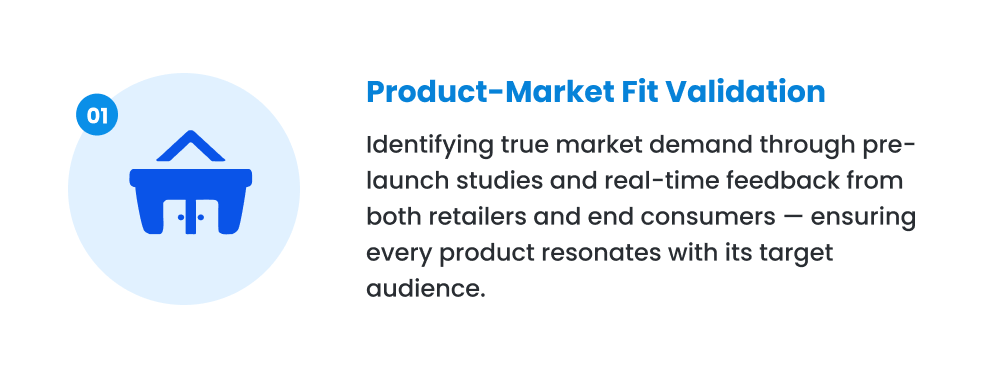 01
Product-Market Fit Validation
Identifying true market demand through pre-
launch studies and real-time feedback from
both retailers and end consumers — ensuring
every product resonates with its target
audience.